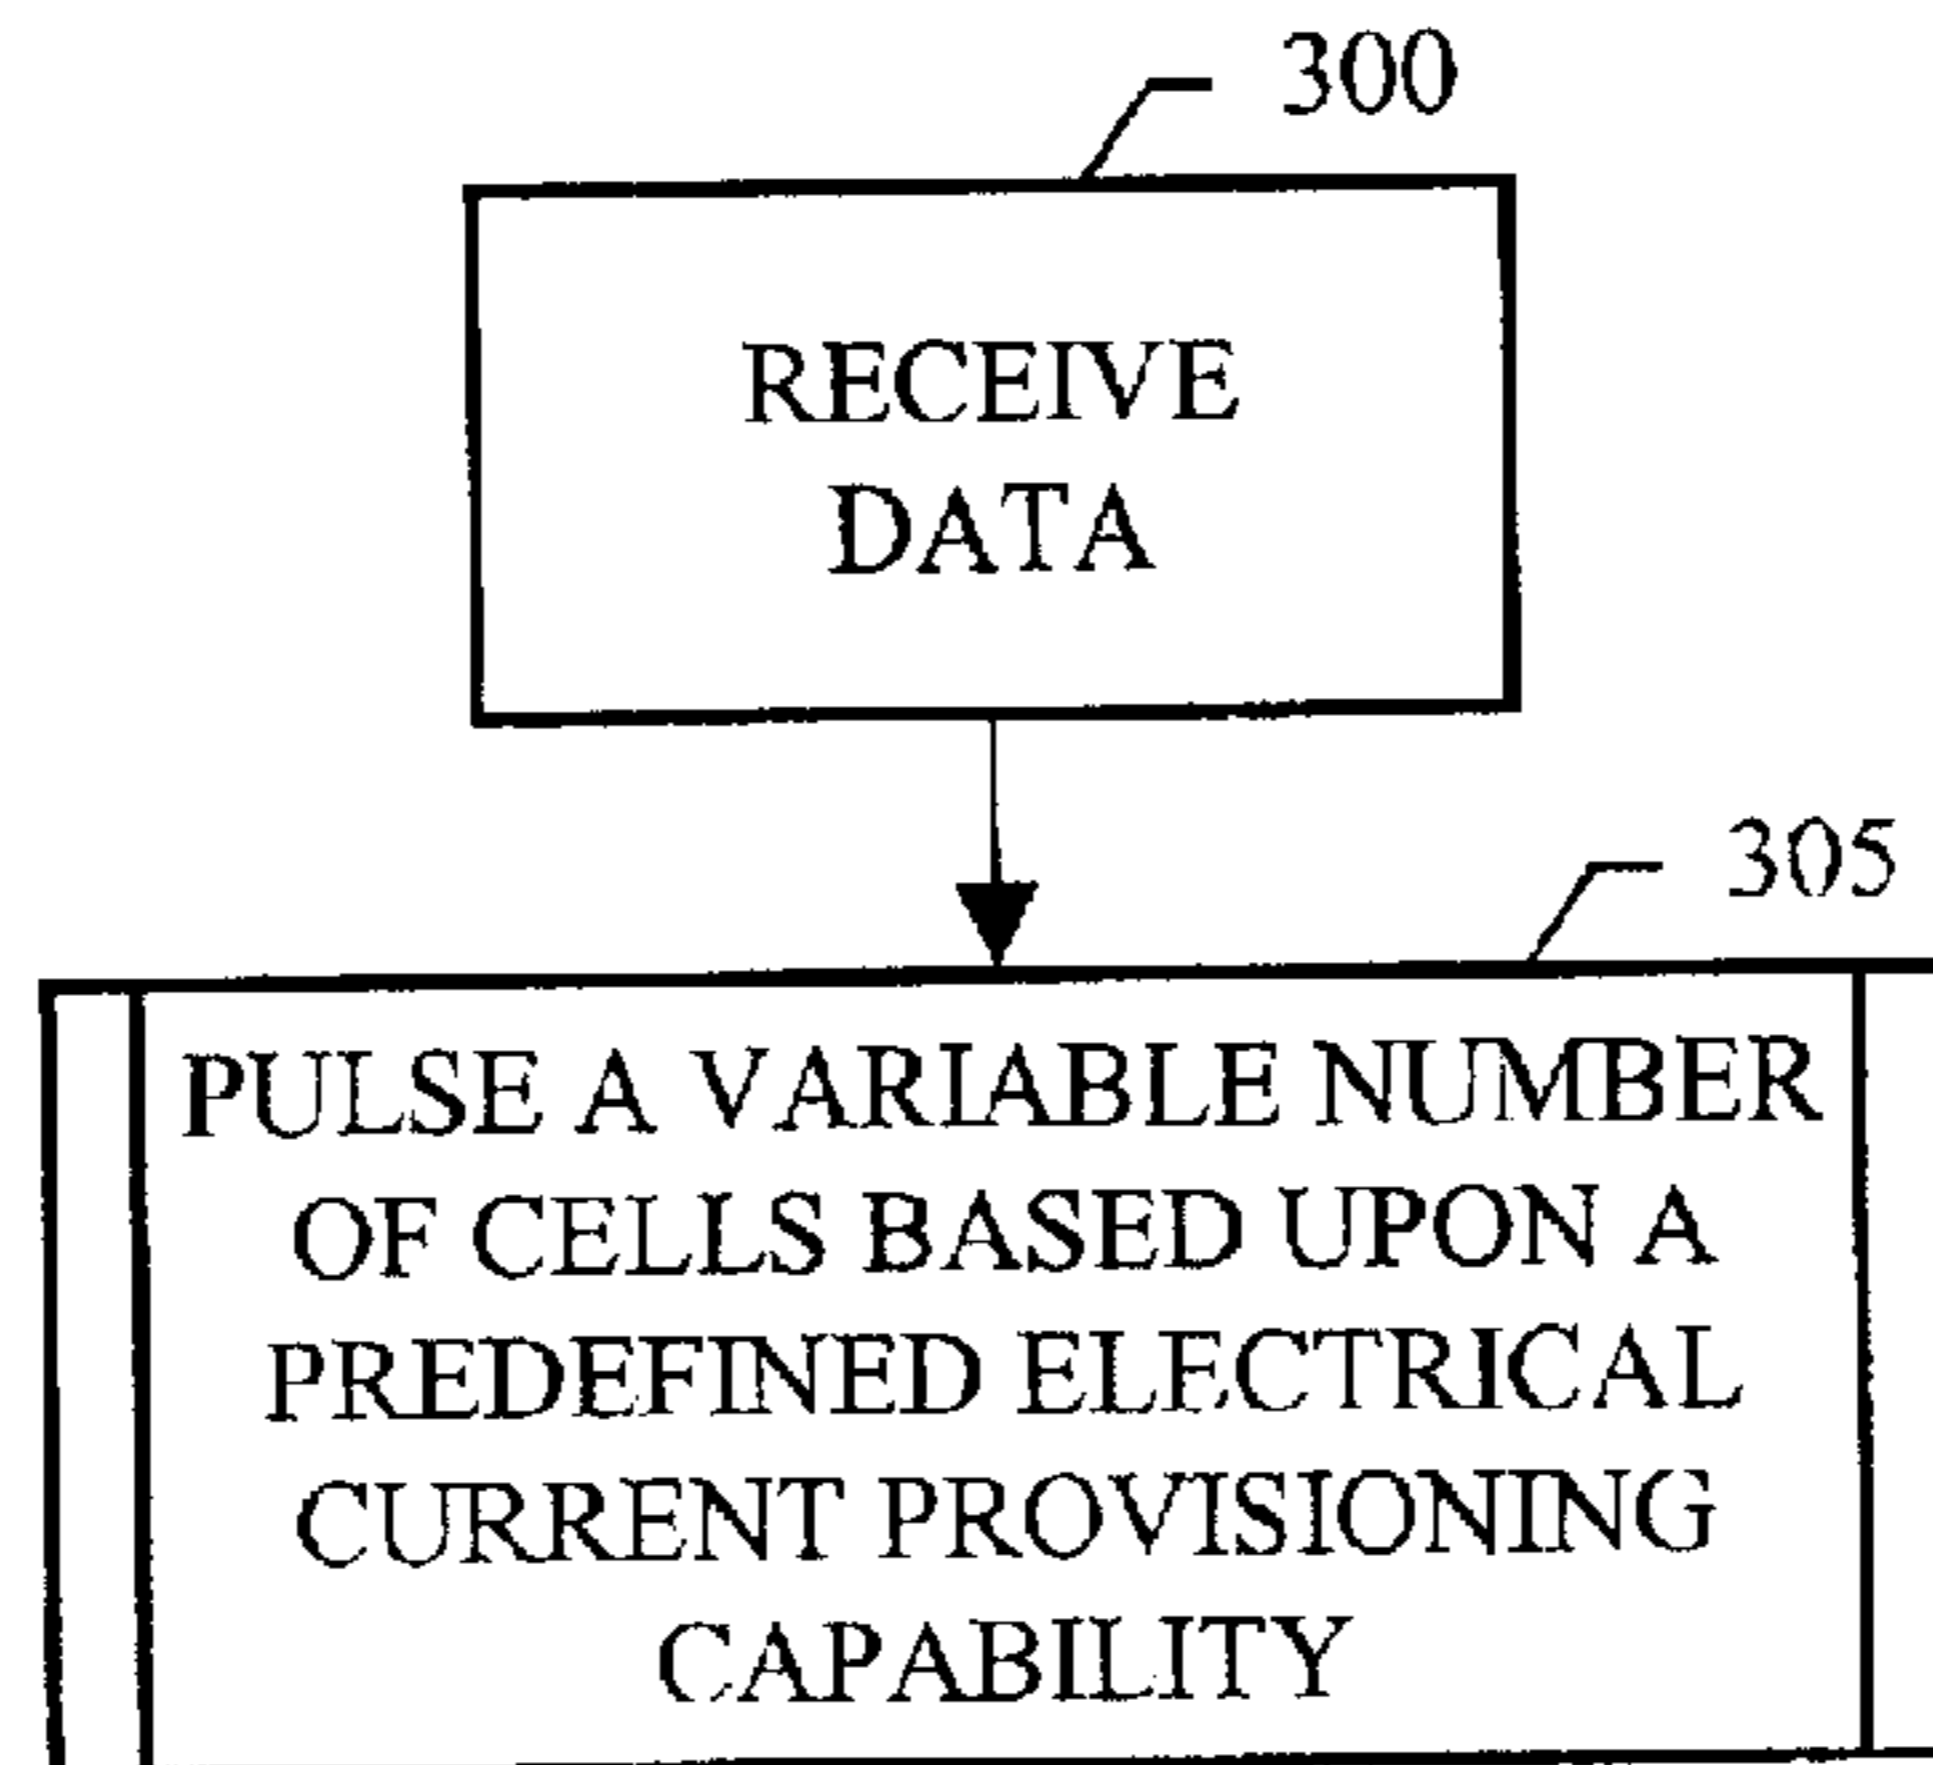 300
RECEIVE
DATA
305
PULSE A VARIABLE NUMBER
OF CELLS BASED UPON A
PREDEFINED ELECTRICAL
CURRENT PROVISIONING
CAPABILITY